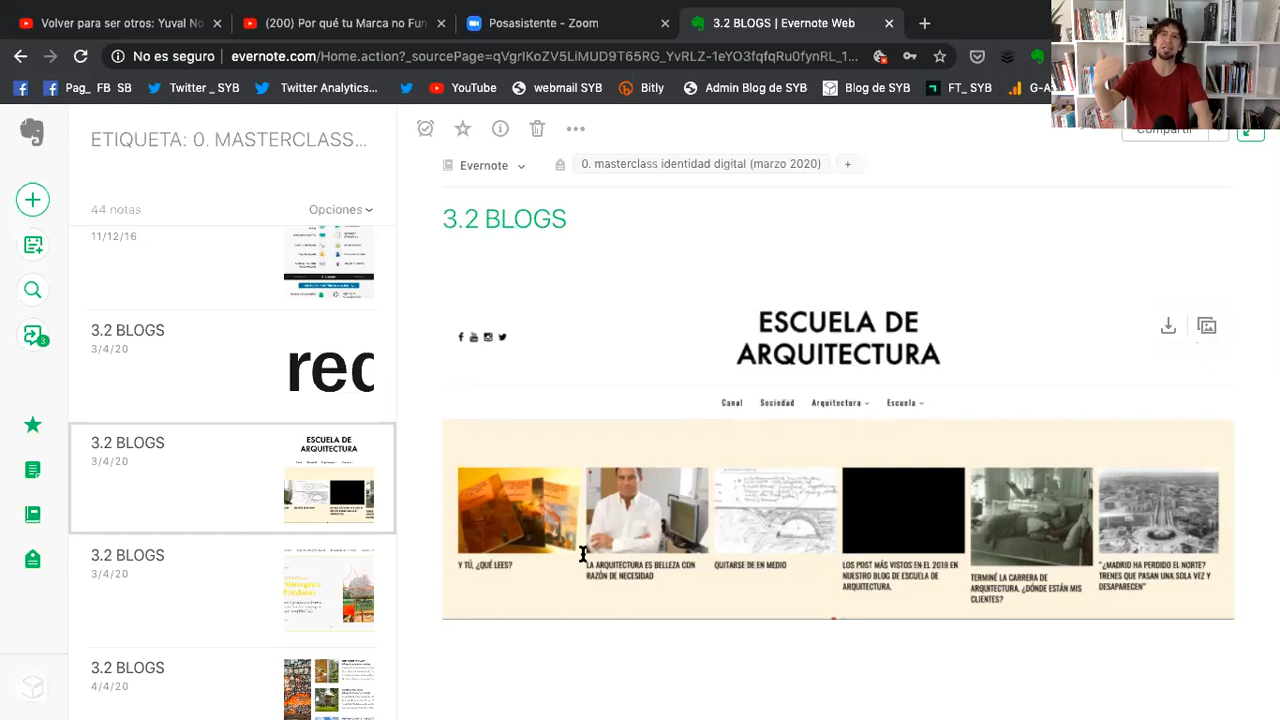 Volver para ser otros: Yuval No
(200) Por qué tu Marca no Fun
Posasistente - Zoom
3.2 BLOGS | Evernote Web
No es seguro
evernote.com/Home.action?_sourcePage=qVgrIKoZV5LiMUD9T65RG_YvRLZ-1eYO3fqfqRu0fynRL_1...
Pag_ FB SYB
Twitter _ SYB
Twitter Analytics...
YouTube
webmail SYB
Bitly
Admin Blog de SYB
Blog de SYB
FT_ SYB
G-A
ETIQUETA: 0. MASTERCLASS...
Compartir
Evernote
0. masterclass identidad digital (marzo 2020)
+
44 notas
Opciones
11/12/16
3.2 BLOGS
3/4/20
rec
3.2 BLOGS
3/4/20
ESCUELA DE
ARQUITECTURA
3.2 BLOGS
3/4/20
3.2 BLOGS
3
3.2 BLOGS
ESCUELA DE
ARQUITECTURA
Canal
Sociedad
Arquitectura
Escuela
Y TÚ, ¿QUÉ LEES?
LA ARQUITECTURA ES BELLEZA CON
RAZÓN DE NECESIDAD
QUITARSE DE EN MEDIO
LOS POST MÁS VISTOS EN EL 2019 EN
NUESTRO BLOG DE ESCUELA DE
ARQUITECTURA.
TERMINÉ LA CARRERA DE
ARQUITECTURA. ¿DÓNDE ESTÁN MIS
CLIENTES?
"¿MADRID HA PERDIDO EL NORTE?
TRENES QUE PASAN UNA SOLA VEZ Y
DESAPARECEN"